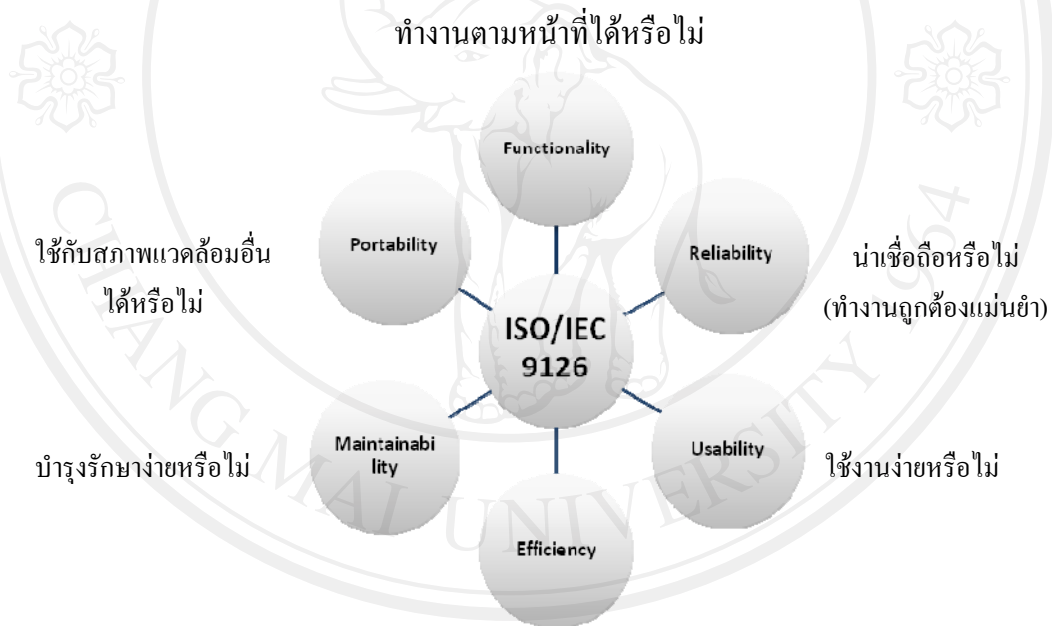 ทำงานตามหน้าที่ได้หรือไม่
Functionality
Portability
Reliability
ใช้กับสภาพแวดล้อมอื่น
ได้หรือไม่
น่าเชื่อถือหรือไม่
(ทำงานถูกต้องแม่นยำ)
ISO/IEC
9126
Maintainabi
lity
Usability
บำรุงรักษาง่ายหรือไม่
ใช้งานง่ายหรือไม่
Efficiency
CHIANG MAI UNIVERSITY 1964